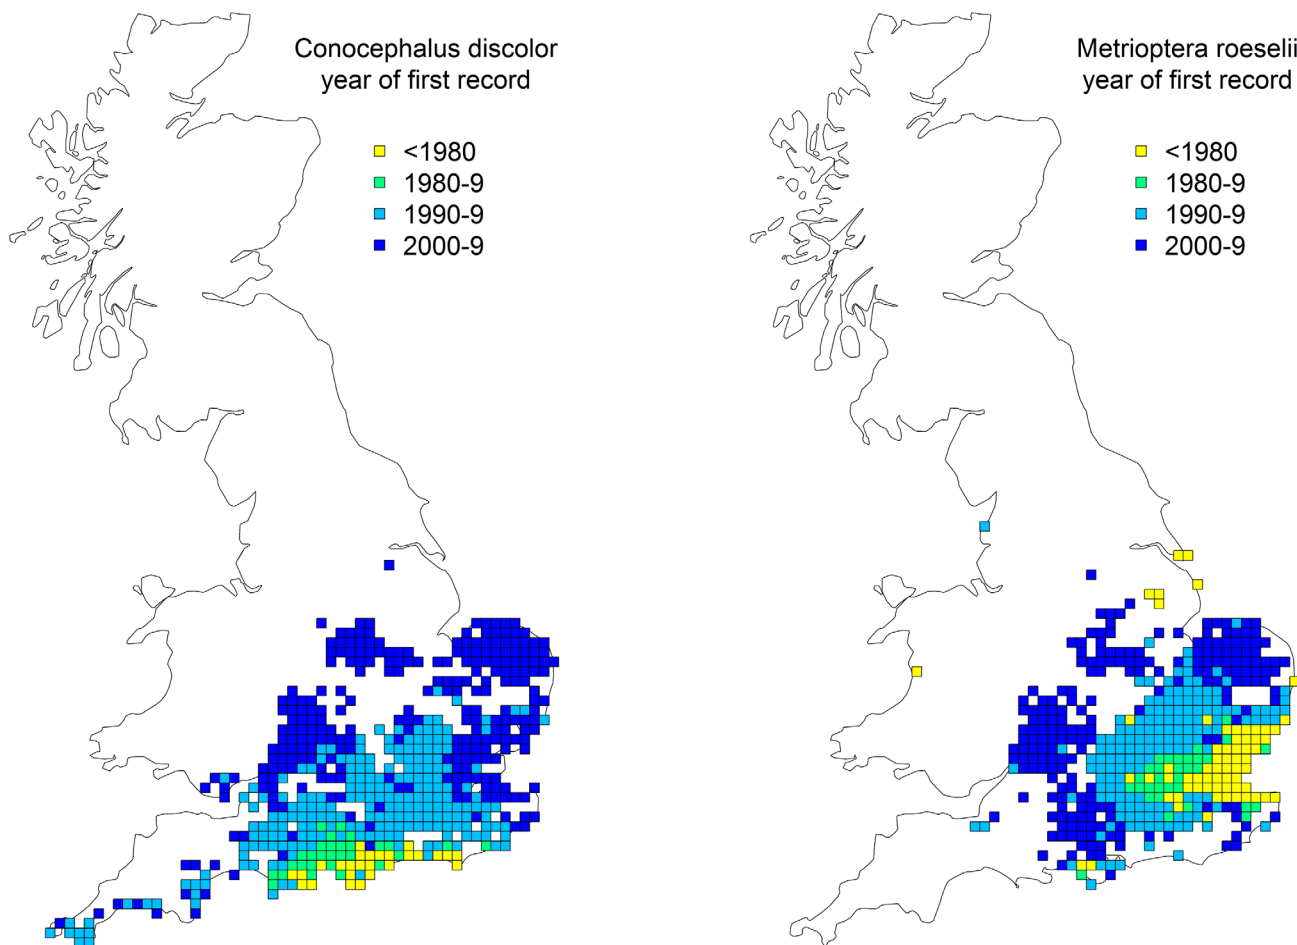 Conocephalus discolor
year of first record
<1980
1980-9
1990-9
2000-9
Metrioptera roeselii
year of first record
<1980
1980-9
1990-9
2000-9